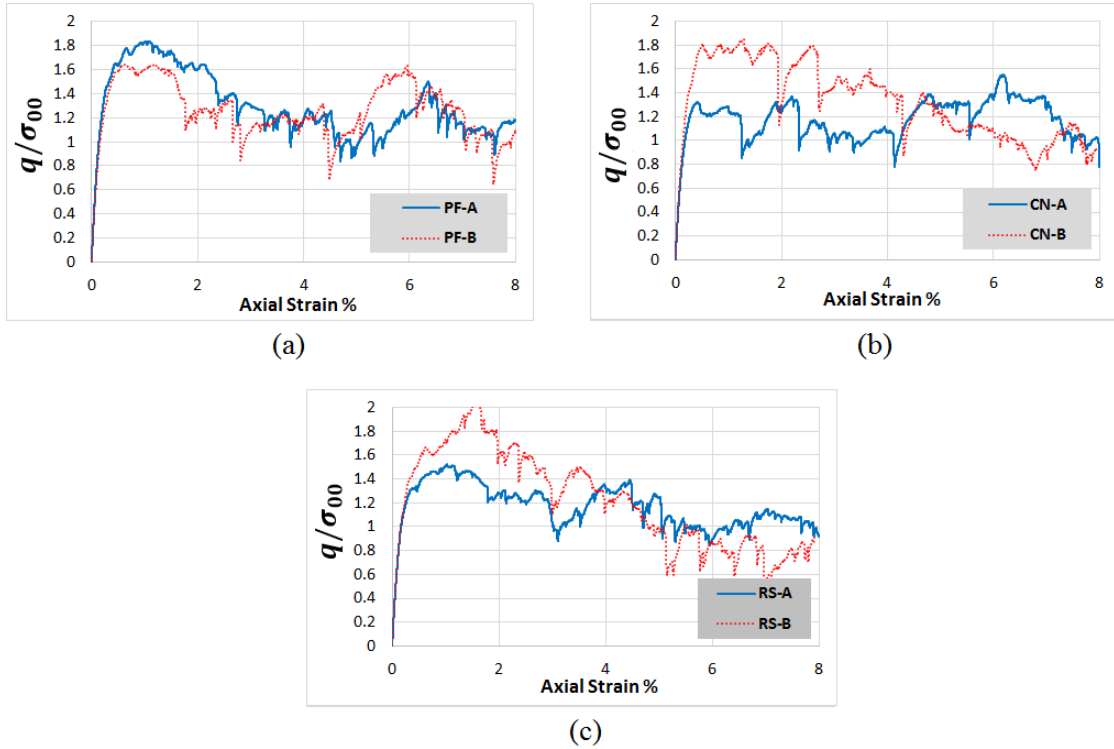 2
1.8
1.6
1.4
1.2
1
0.8
0.6
0.4
0.2
0
q/σ00
0 2 4 6 8
Axial Strain %
PF-A
PF-B
(a)
2
1.8
1.6
1.4
1.2
1
0.8
0.6
0.4
0.2
0
q/σ00
0 2 4 6 8
Axial Strain %
CN-A
CN-B
(b)
2
1.8
1.6
1.4
1.2
1
0.8
0.6
0.4
0.2
0
q/σ00
0 2 4 6 8
Axial Strain %
RS-A
RS-B
(c)